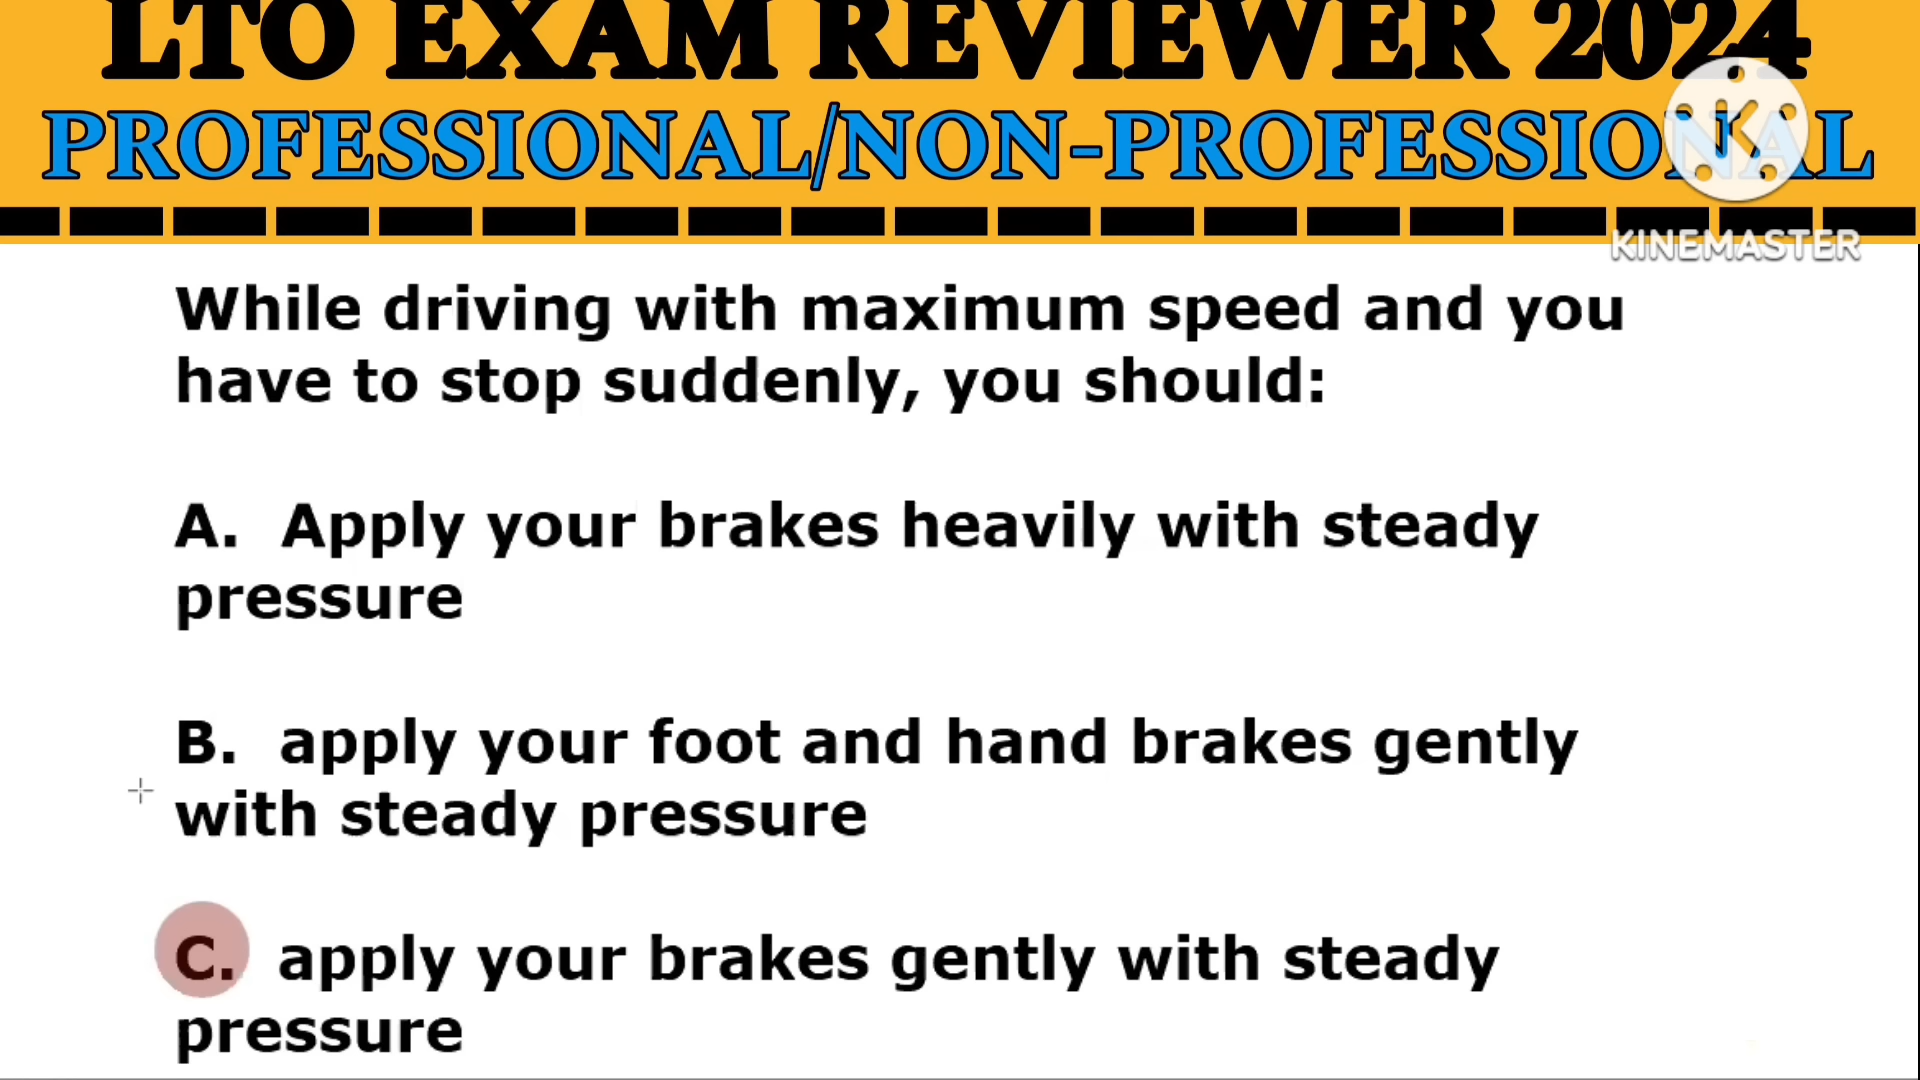 LTO EXAM REVIEWER 2024
PROFESSIONAL/NON-PROFESSIONAL
KINEMASTER
While driving with maximum speed and you
have to stop suddenly, you should:
A. Apply your brakes heavily with steady
pressure
B. apply your foot and hand brakes gently
with steady pressure
C. apply your brakes gently with steady
pressure